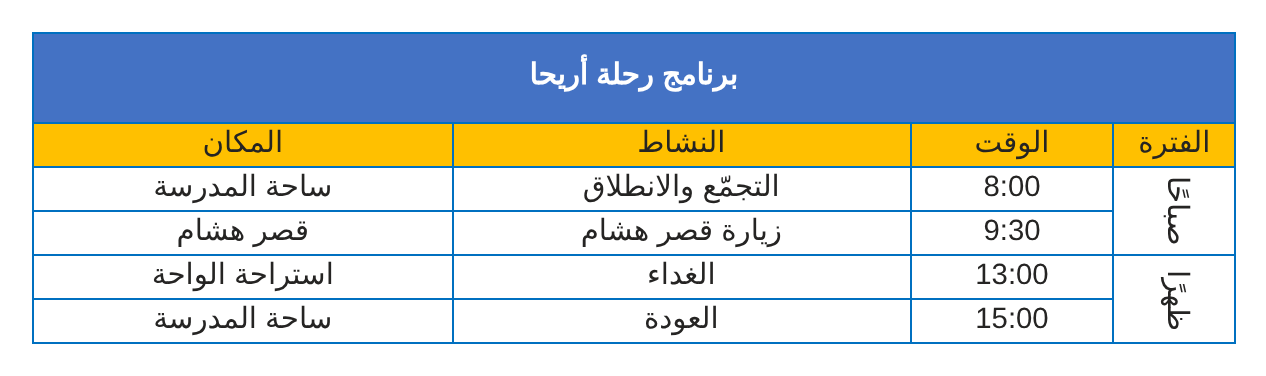 برنامج رحلة أريحا
الفترة الوقت النشاط المكان
صباحًا 8:00 التجمّع والانطلاق ساحة المدرسة
9:30 زيارة قصر هشام قصر هشام
ظهرًا 13:00 الغداء استراحة الواحة
15:00 العودة ساحة المدرسة